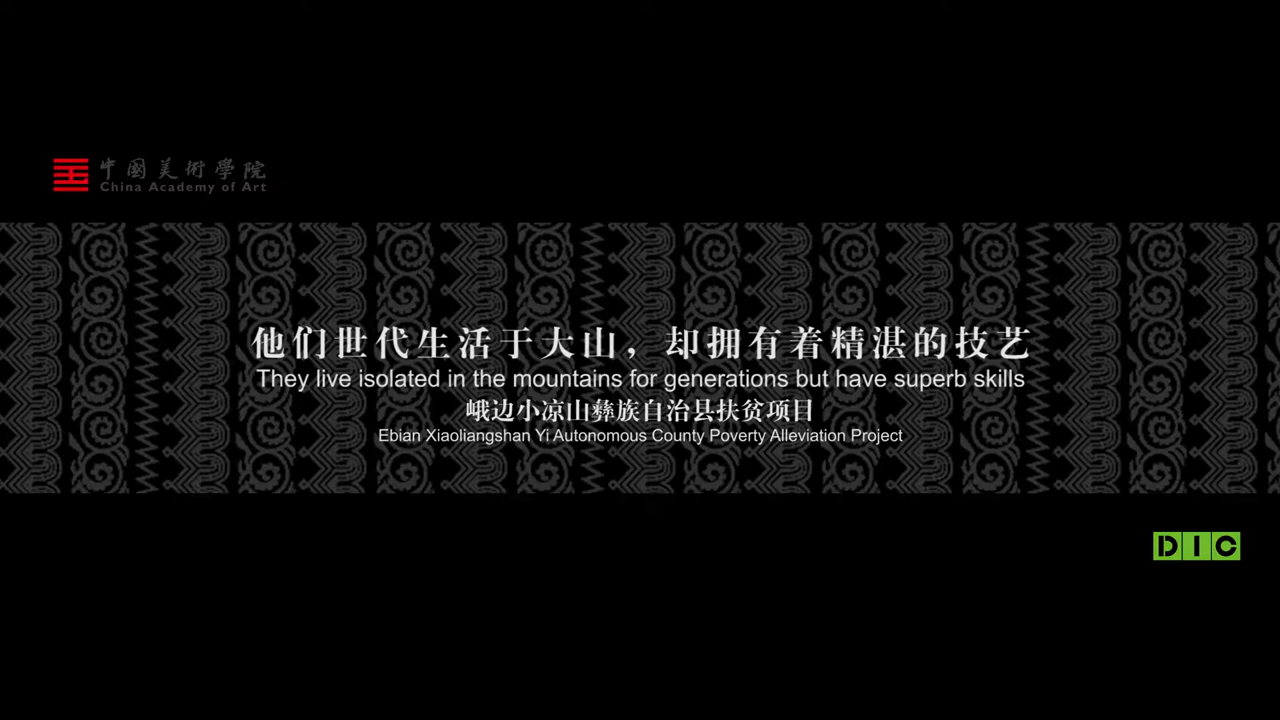 中國美術學院
China Academy of Art
他们世代生活于大山，却拥有着精湛的技艺
They live isolated in the mountains for generations but have superb skills
峨边小凉山彝族自治县扶贫项目
Ebian Xiaoliangshan Yi Autonomous County Poverty Alleviation Project
DIC